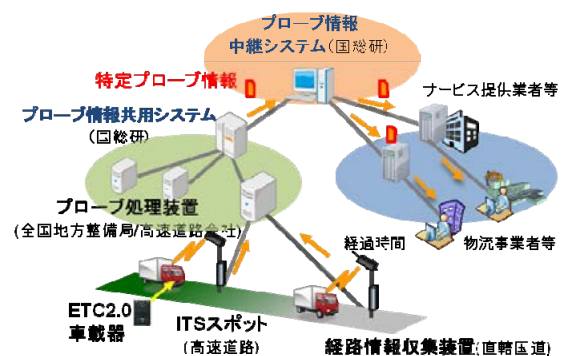 プローブ情報
中継システム(国総研)
特定プローブ情報
サービス提供業者等
プローブ情報共用システム
(国総研)
プローブ処理装置
(全国地方整備局/高速道路会社)
経過時間
物流事業者等
ETC2.0
車載器
ITSスポット
(高速道路)
経路情報収集装置(直轄国道)